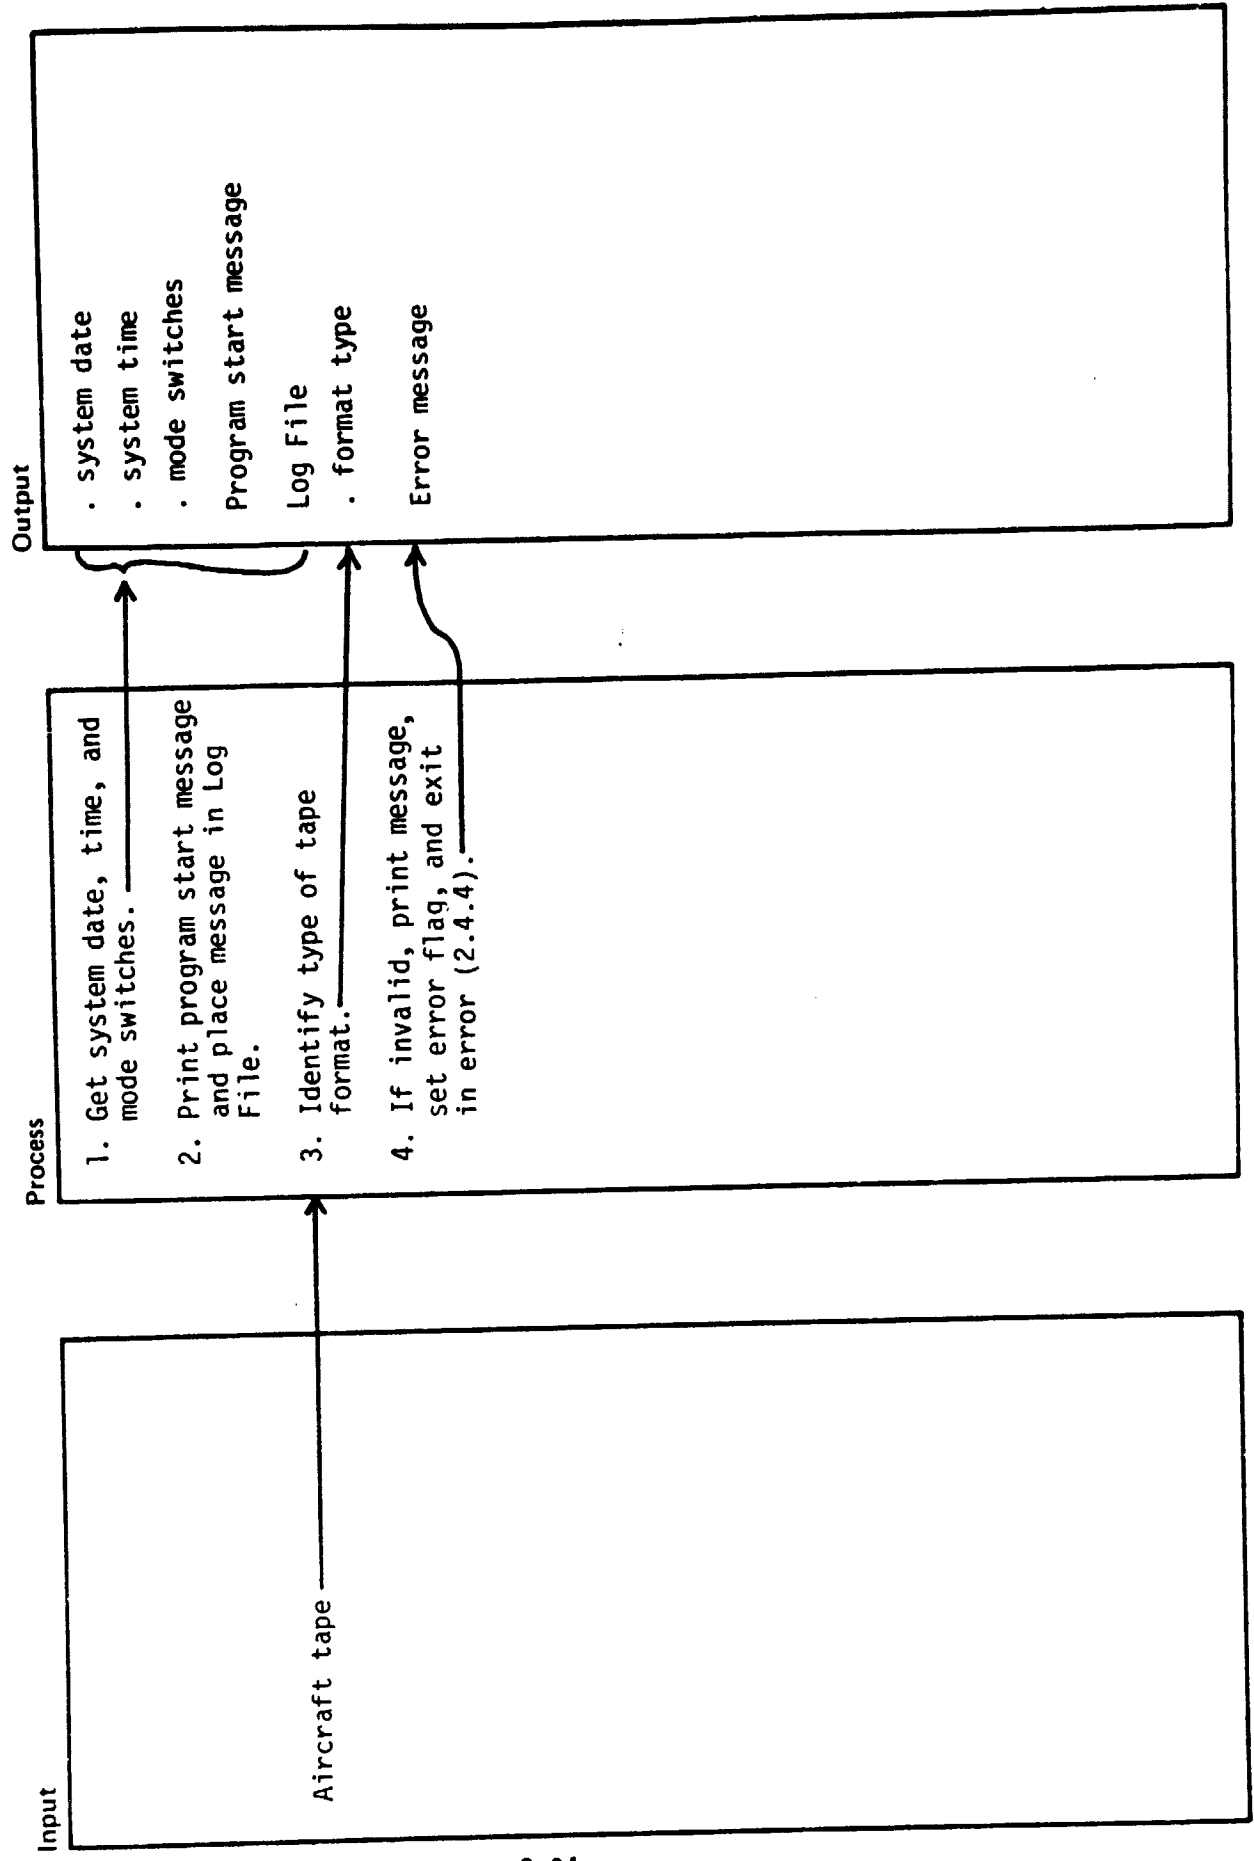 Input
Aircraft tape
Process
1. Get system date, time, and
mode switches.
2. Print program start message
and place message in Log
File.
3. Identify type of tape
format.
4. If invalid, print message,
set error flag, and exit
in error (2.4.4).
Output
. system date
. system time
. mode switches
Program start message
Log File
. format type
Error message